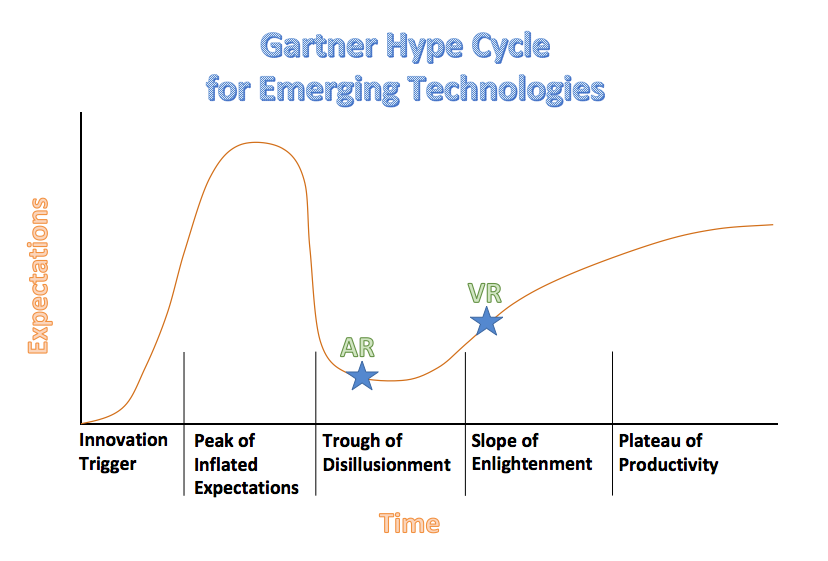 Gartner Hype Cycle
for Emerging Technologies
Expectations
AR
VR
Innovation
Trigger
Peak of
Inflated
Expectations
Trough of
Disillusionment
Slope of
Enlightenment
Plateau of
Productivity
Time